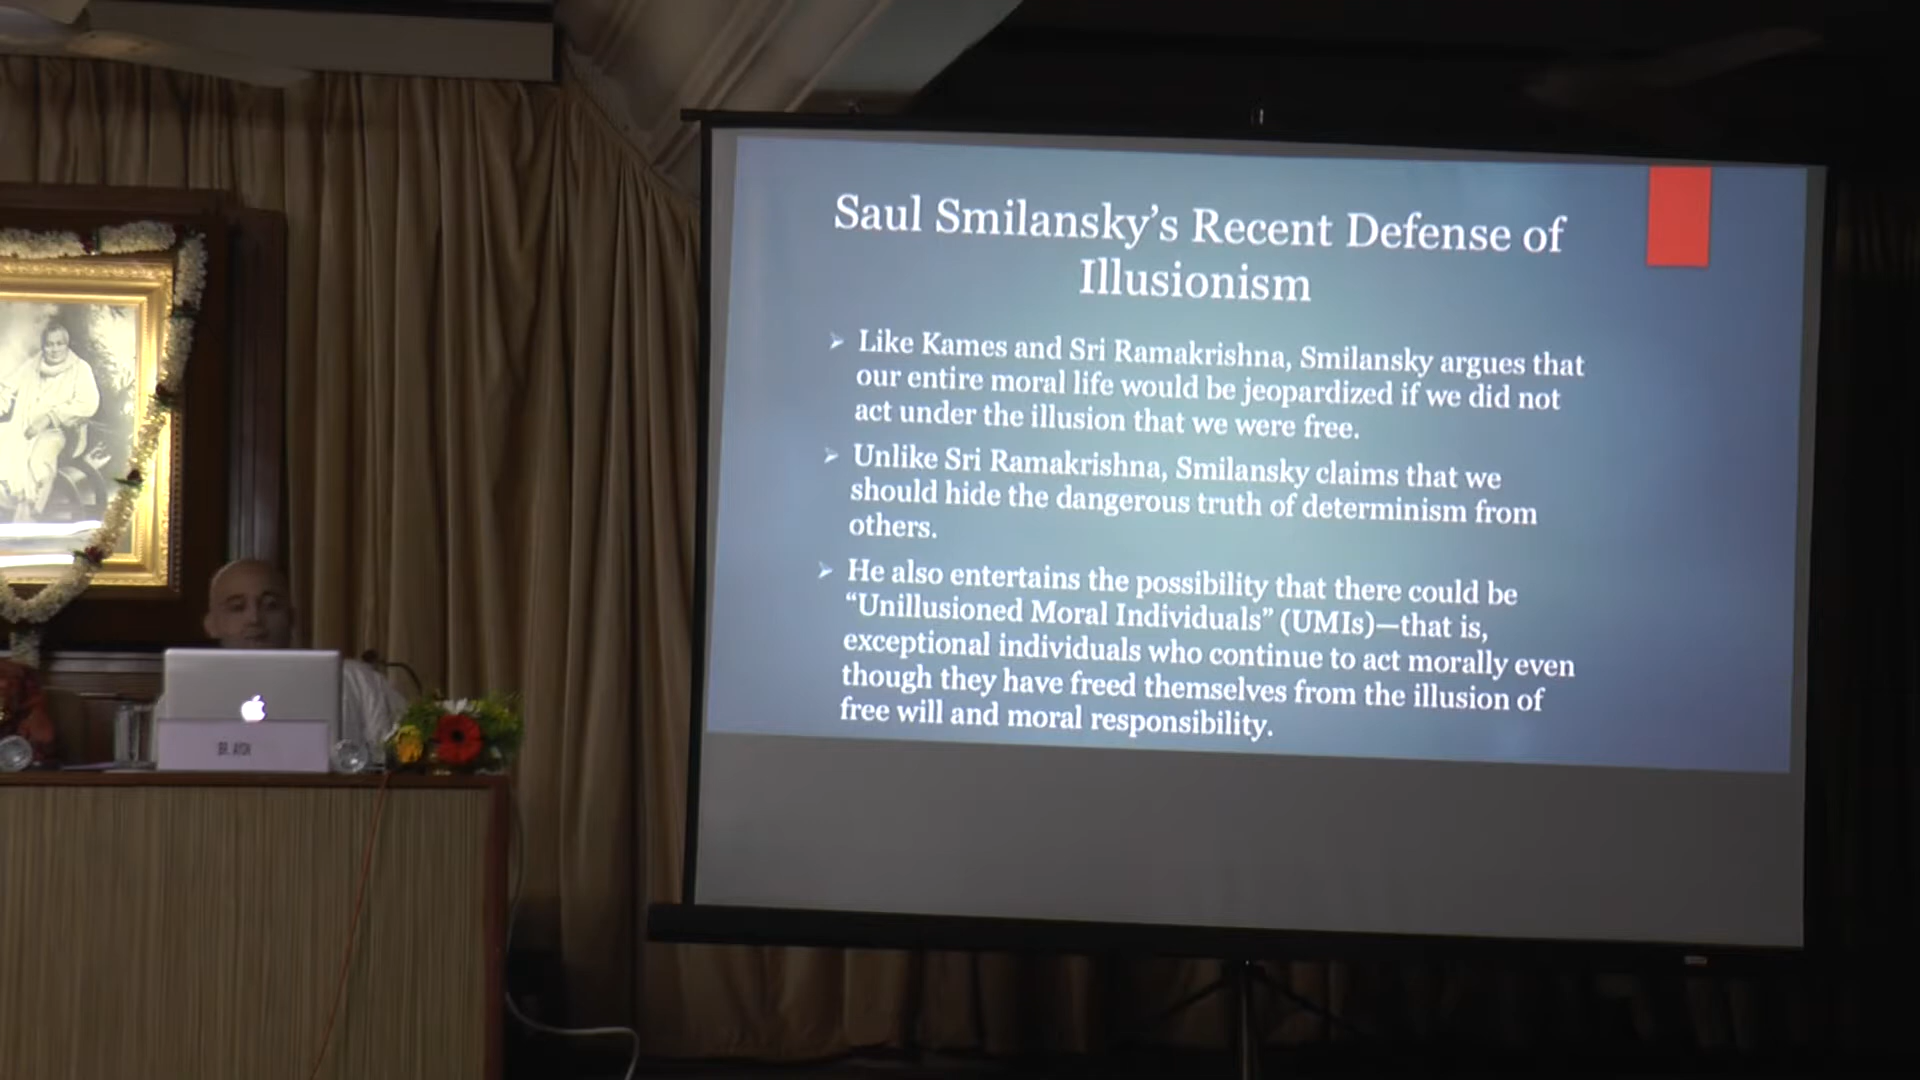 Saul Smilansky's Recent Defense of
Illusionism
Like Kames and Sri Ramakrishna, Smilansky argues that
our entire moral life would be jeopardized if we did not
act under the illusion that we were free.
Unlike Sri Ramakrishna, Smilansky claims that we
should hide the dangerous truth of determinism from
others.
He also entertains the possibility that there could be
“Unillusioned Moral Individuals” (UMIs)—that is,
exceptional individuals who continue to act morally even
though they have freed themselves from the illusion of
free will and moral responsibility.
BR.